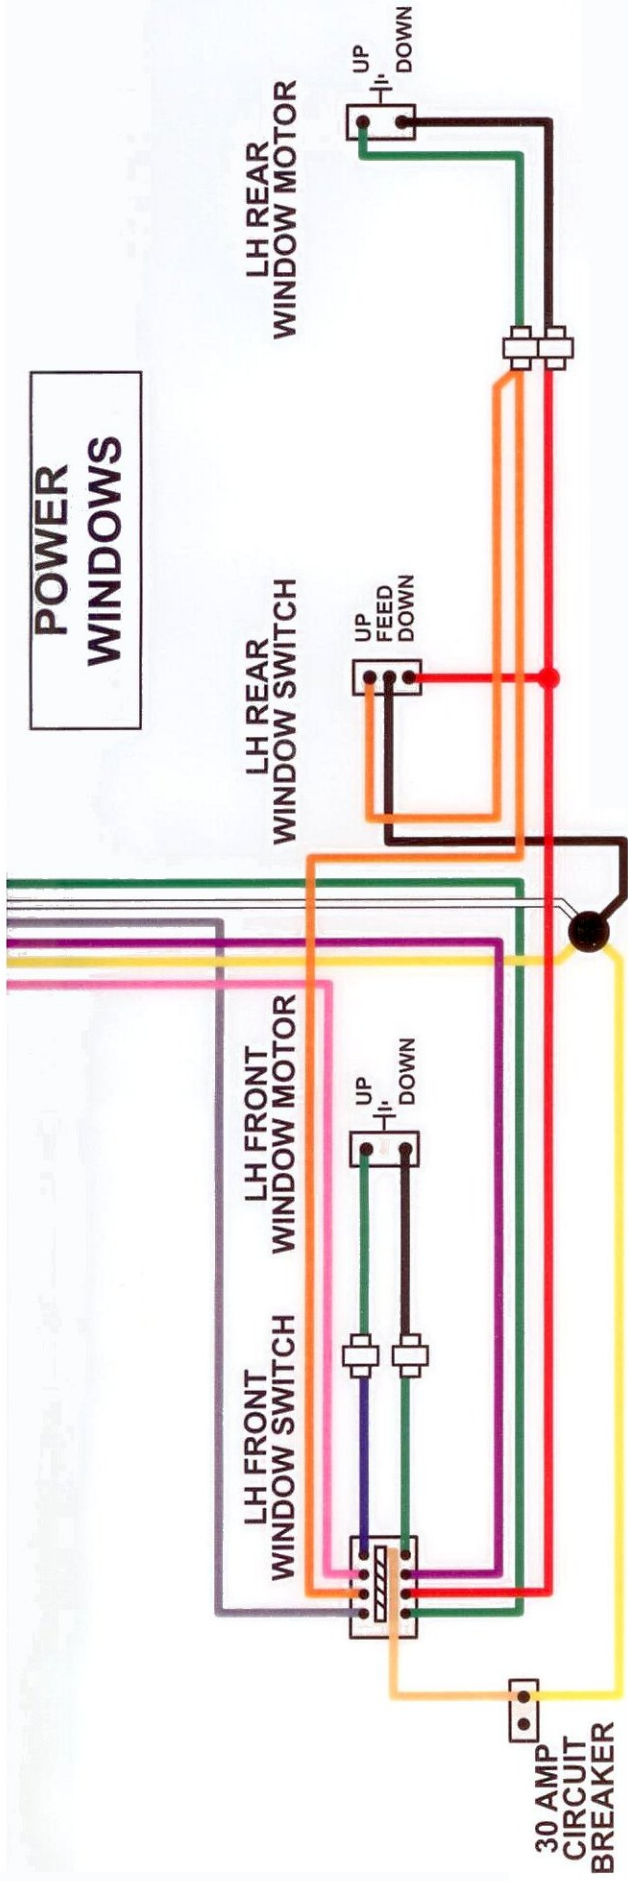 POWER
WINDOWS
LH REAR
WINDOW MOTOR
UP
DOWN
LH REAR
WINDOW SWITCH
UP
FEED
DOWN
LH FRONT
WINDOW MOTOR
UP
DOWN
LH FRONT
WINDOW SWITCH
30 AMP
CIRCUIT
BREAKER